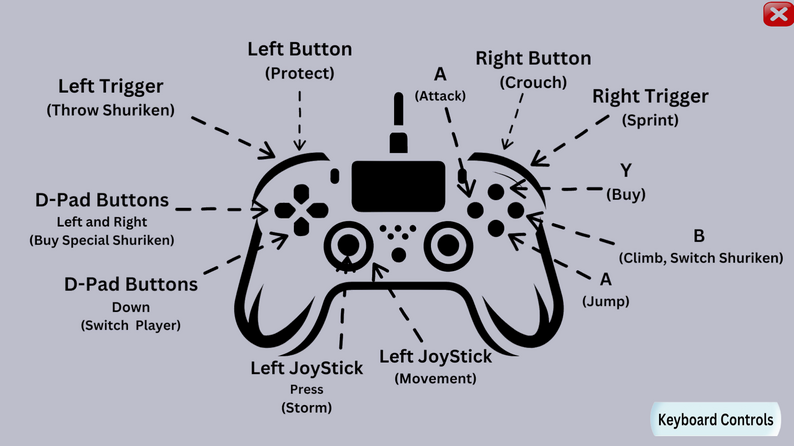 Left Button
(Protect)
A
(Attack)
Right Button
(Crouch)
Left Trigger
(Throw Shuriken)
Right Trigger
(Sprint)
Y
(Buy)
D-Pad Buttons
Left and Right
(Buy Special Shuriken)
B
(Climb, Switch Shuriken)
D-Pad Buttons
Down
(Switch Player)
A
(Jump)
Left JoyStick
Press
(Storm)
Left JoyStick
(Movement)
Keyboard Controls